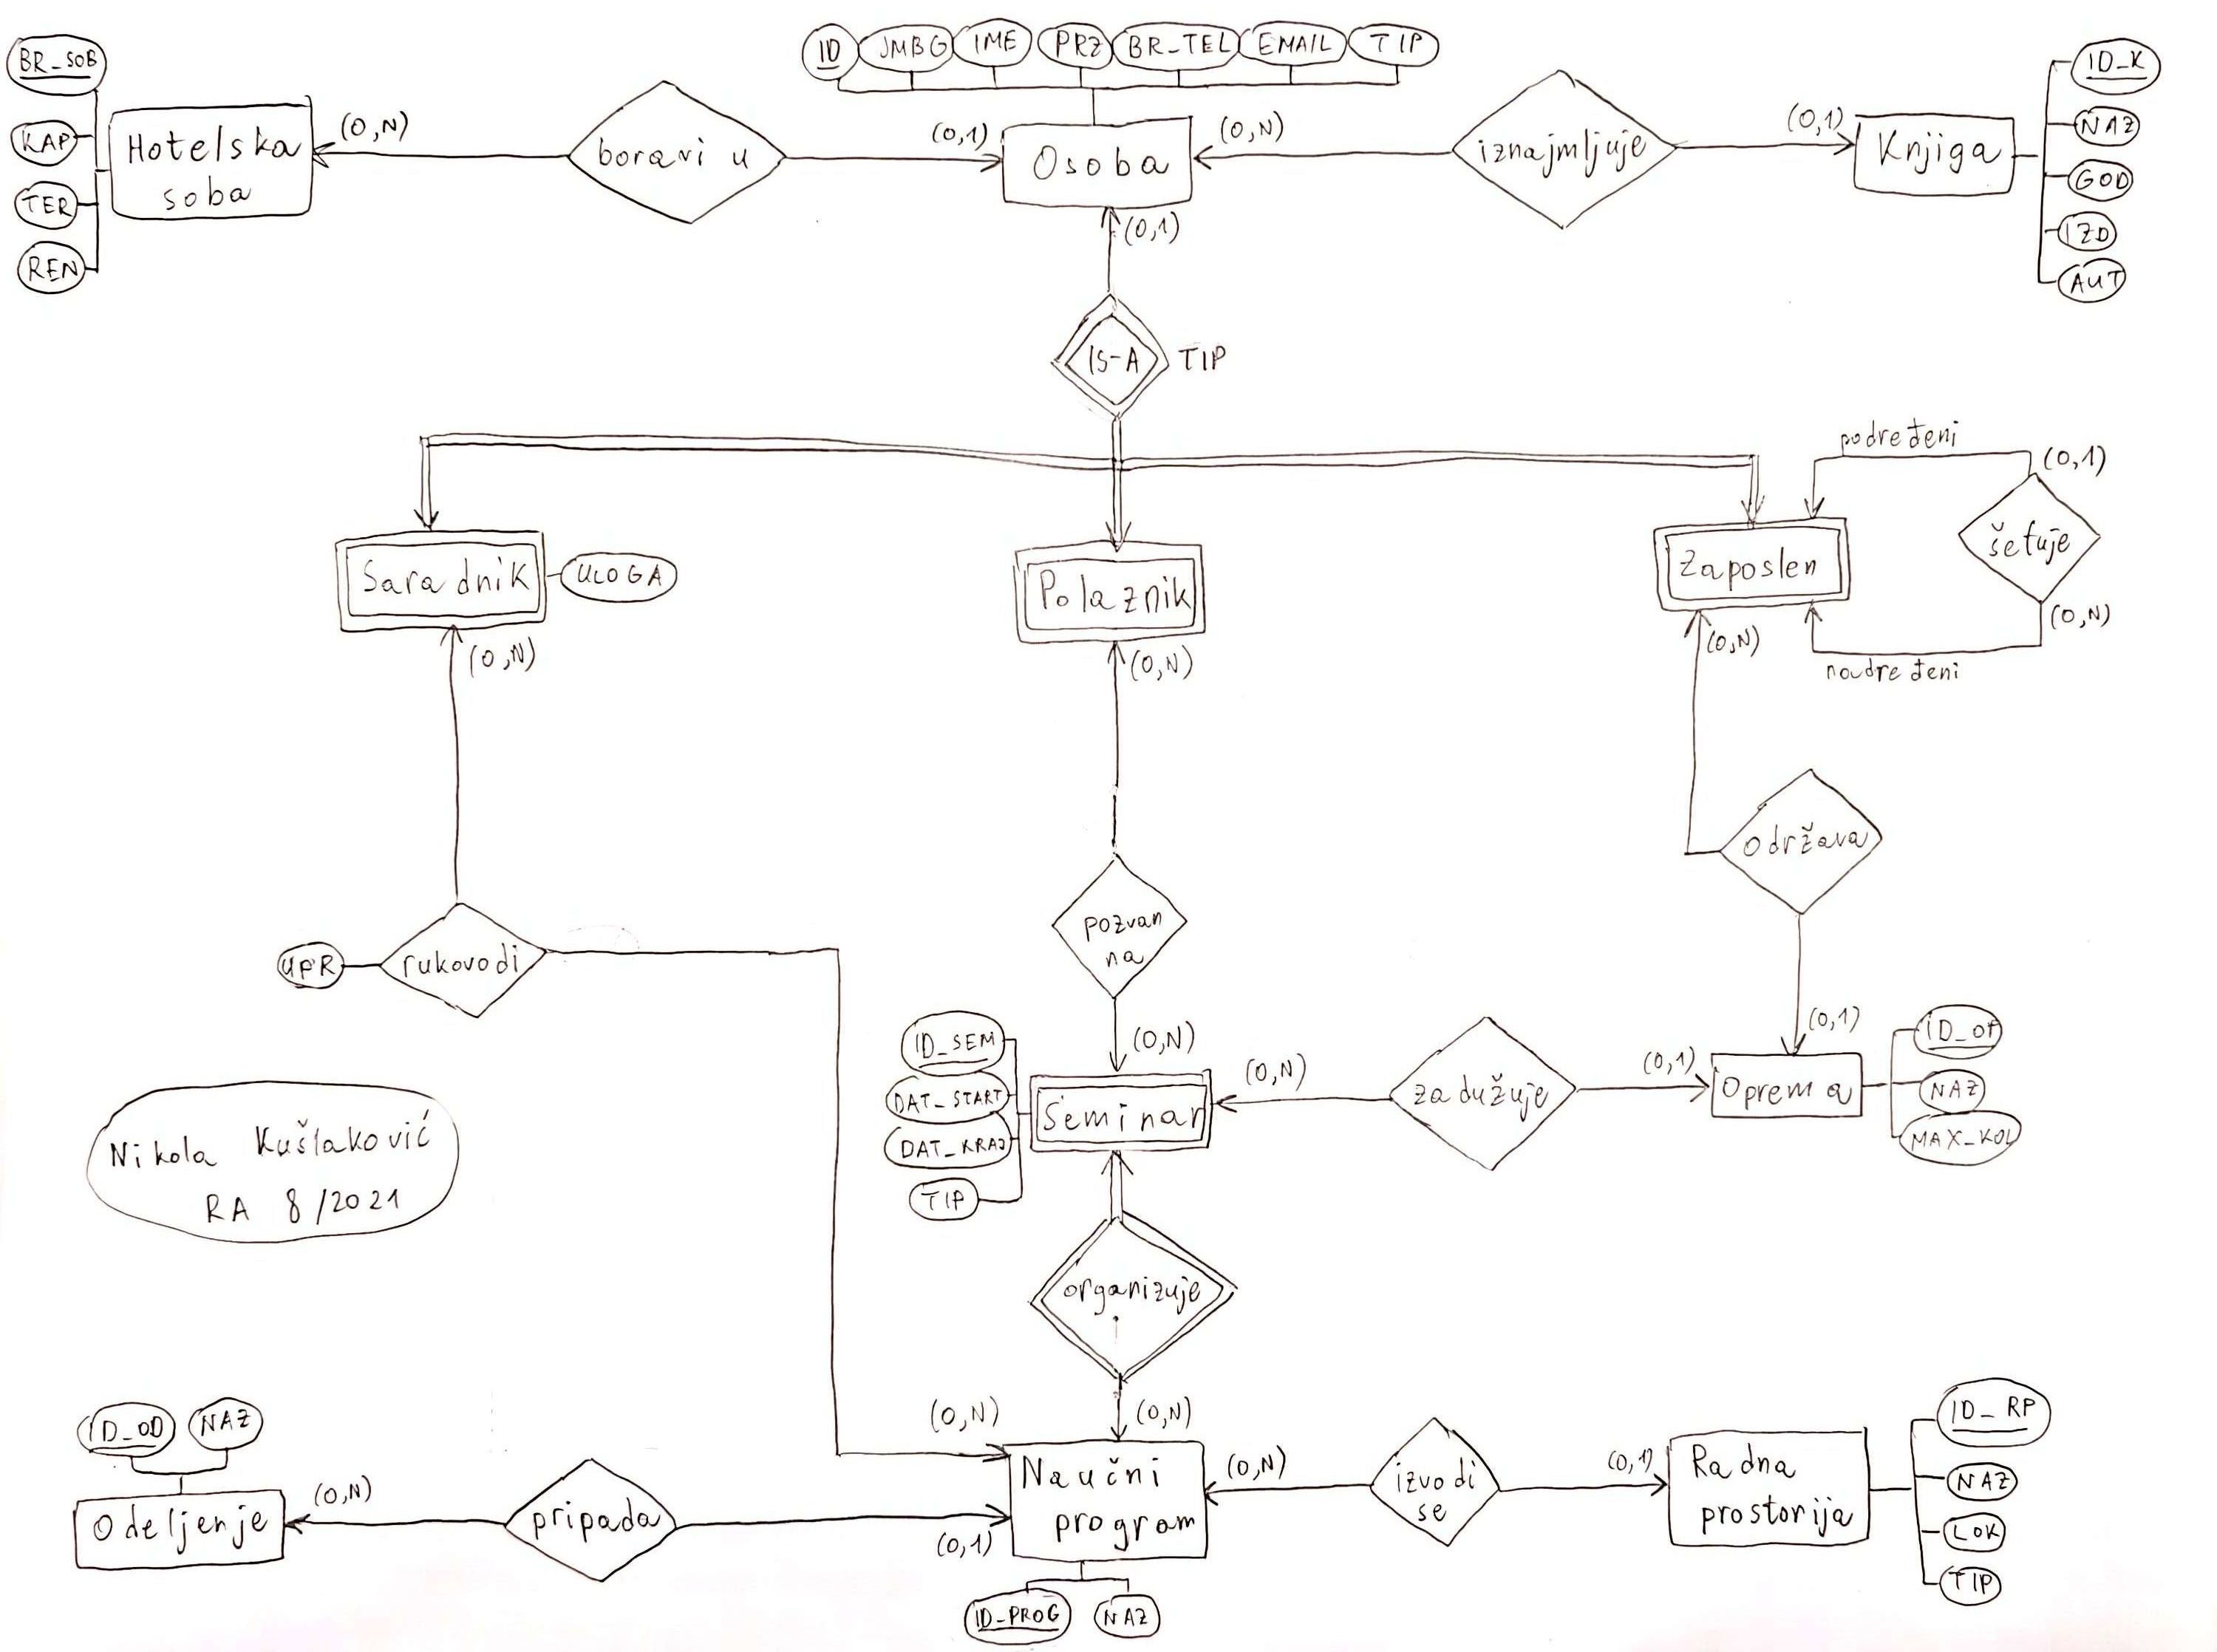 ID JMBG IME PRZ BR_TEL EMAIL TIP
BR_SOB
KAP
TER
REN
Hotelska
soba
(0,N)
boravi u
(0,1)
Osoba
(0,N)
iznajmljuje
(0,1)
Knjiga
ID_K
NAZ
GOD
IZD
AUT
(0,1)
IS-A
TIP
Saradnik
ULOGA
(0,N)
Polaznik
(0,N)
Zaposlen
podređeni
(0,1)
šefuje
(0,N)
nadređeni
(0,N)
održava
(0,1)
UPR
rukovodi
pozvan
na
(0,N)
ID_SEM
DAT_START
DAT_KRAJ
TIP
Seminar
(0,N)
zadužuje
(0,1)
Oprema
ID_OP
NAZ
MAX_KOL
Nikola Kušlaković
RA 8/2021
organizuje
(0,N)
(0,N)
ID_OD NAZ
Odeljenje
(0,N)
pripada
(0,1)
Naučni
program
ID_PROG NAZ
(0,N)
izvodi
se
(0,1)
Radna
prostorija
ID_RP
NAZ
LOK
TIP